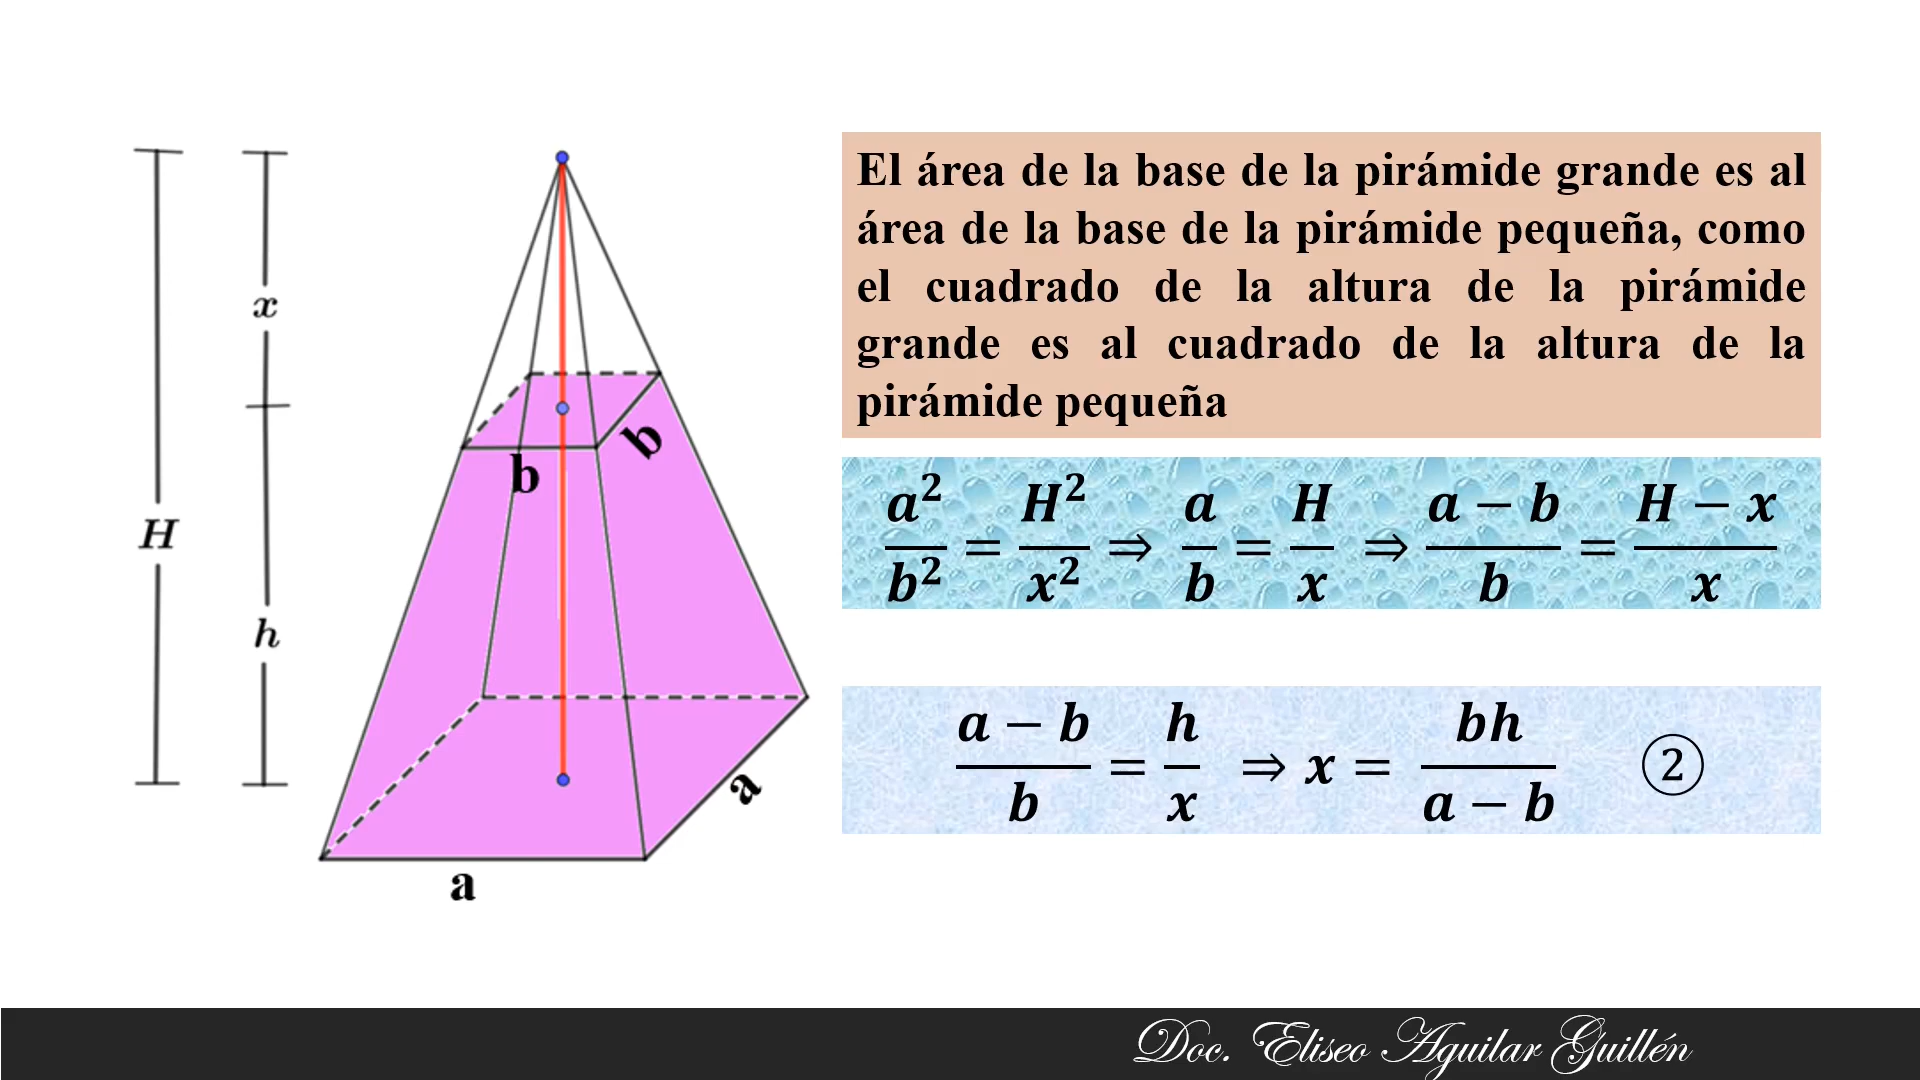 El área de la base de la pirámide grande es al
área de la base de la pirámide pequeña, como
el cuadrado de la altura de la pirámide
grande es al cuadrado de la altura de la
pirámide pequeña
x
b
b
H
h
a
a
a²/b² = H²/x² ⇒ a/b = H/x ⇒ (a − b)/b = (H − x)/x
(a − b)/b = h/x ⇒ x = bh/(a − b) ②
Doc. Eliseo Aguilar Guillén